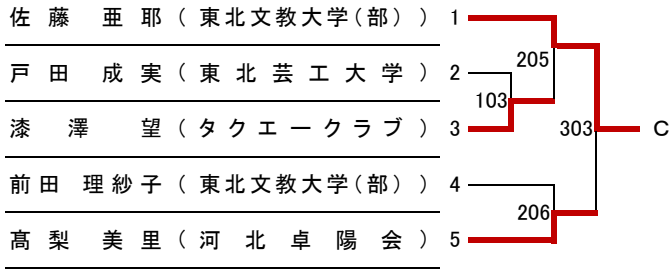 佐藤 亜耶(東北文教大学(部)) 1
205
戸田 成実(東北芸工大学) 2
103
漆澤 望(タクエークラブ) 3
303 C
前田 理紗子(東北文教大学(部)) 4
206
髙梨 美里(河北卓陽会) 5